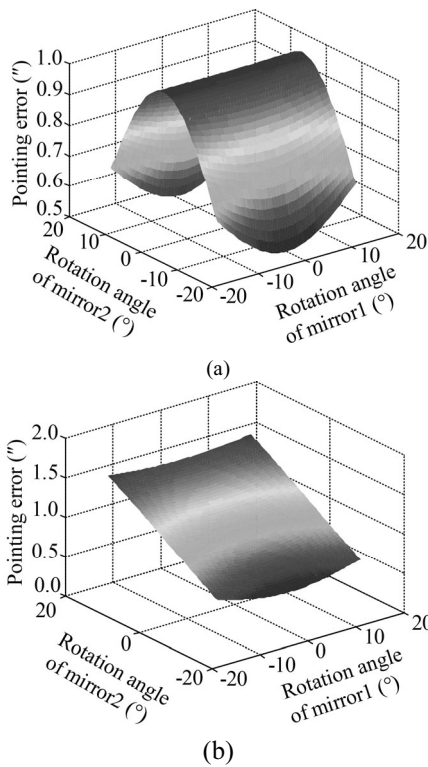 Pointing error (″)
1.0
0.9
0.8
0.7
0.6
0.5
20
10
0
-10
-20
Rotation angle
of mirror2 (°)
-20
-10
0
10
20
Rotation angle
of mirror1 (°)
(a)
Pointing error (″)
2.0
1.5
1.0
0.5
0.0
20
0
-20
Rotation angle
of mirror2 (°)
-20
-10
0
10
20
Rotation angle
of mirror1 (°)
(b)